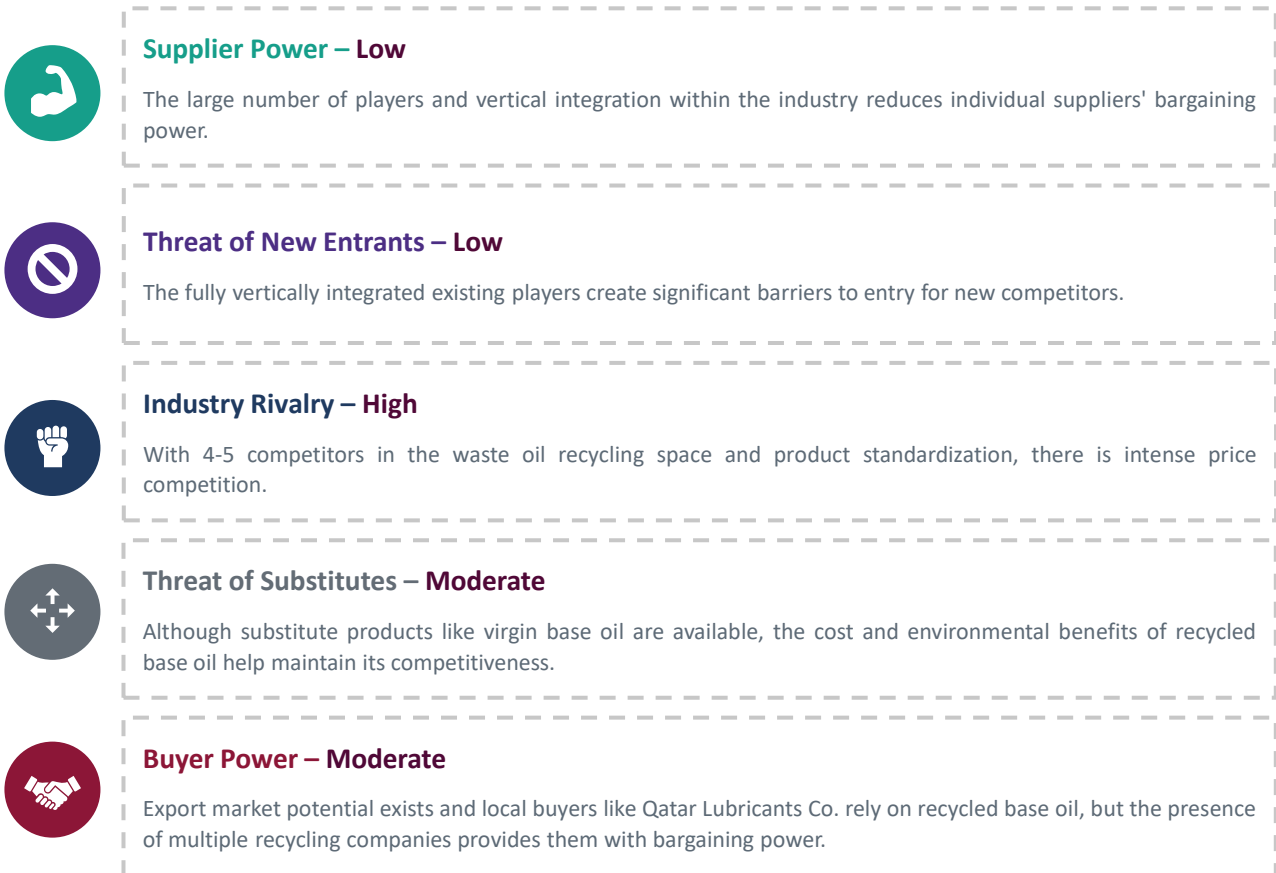 Supplier Power – Low
The large number of players and vertical integration within the industry reduces individual suppliers' bargaining
power.
Threat of New Entrants – Low
The fully vertically integrated existing players create significant barriers to entry for new competitors.
Industry Rivalry – High
With 4-5 competitors in the waste oil recycling space and product standardization, there is intense price
competition.
Threat of Substitutes – Moderate
Although substitute products like virgin base oil are available, the cost and environmental benefits of recycled
base oil help maintain its competitiveness.
Buyer Power – Moderate
Export market potential exists and local buyers like Qatar Lubricants Co. rely on recycled base oil, but the presence
of multiple recycling companies provides them with bargaining power.